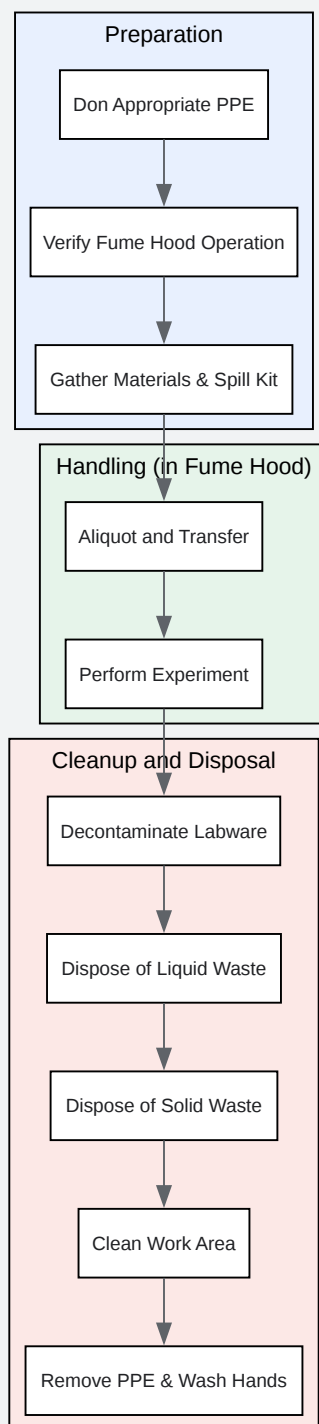 Preparation
Don Appropriate PPE
Verify Fume Hood Operation
Gather Materials & Spill Kit
Handling (in Fume Hood)
Aliquot and Transfer
Perform Experiment
Cleanup and Disposal
Decontaminate Labware
Dispose of Liquid Waste
Dispose of Solid Waste
Clean Work Area
Remove PPE & Wash Hands